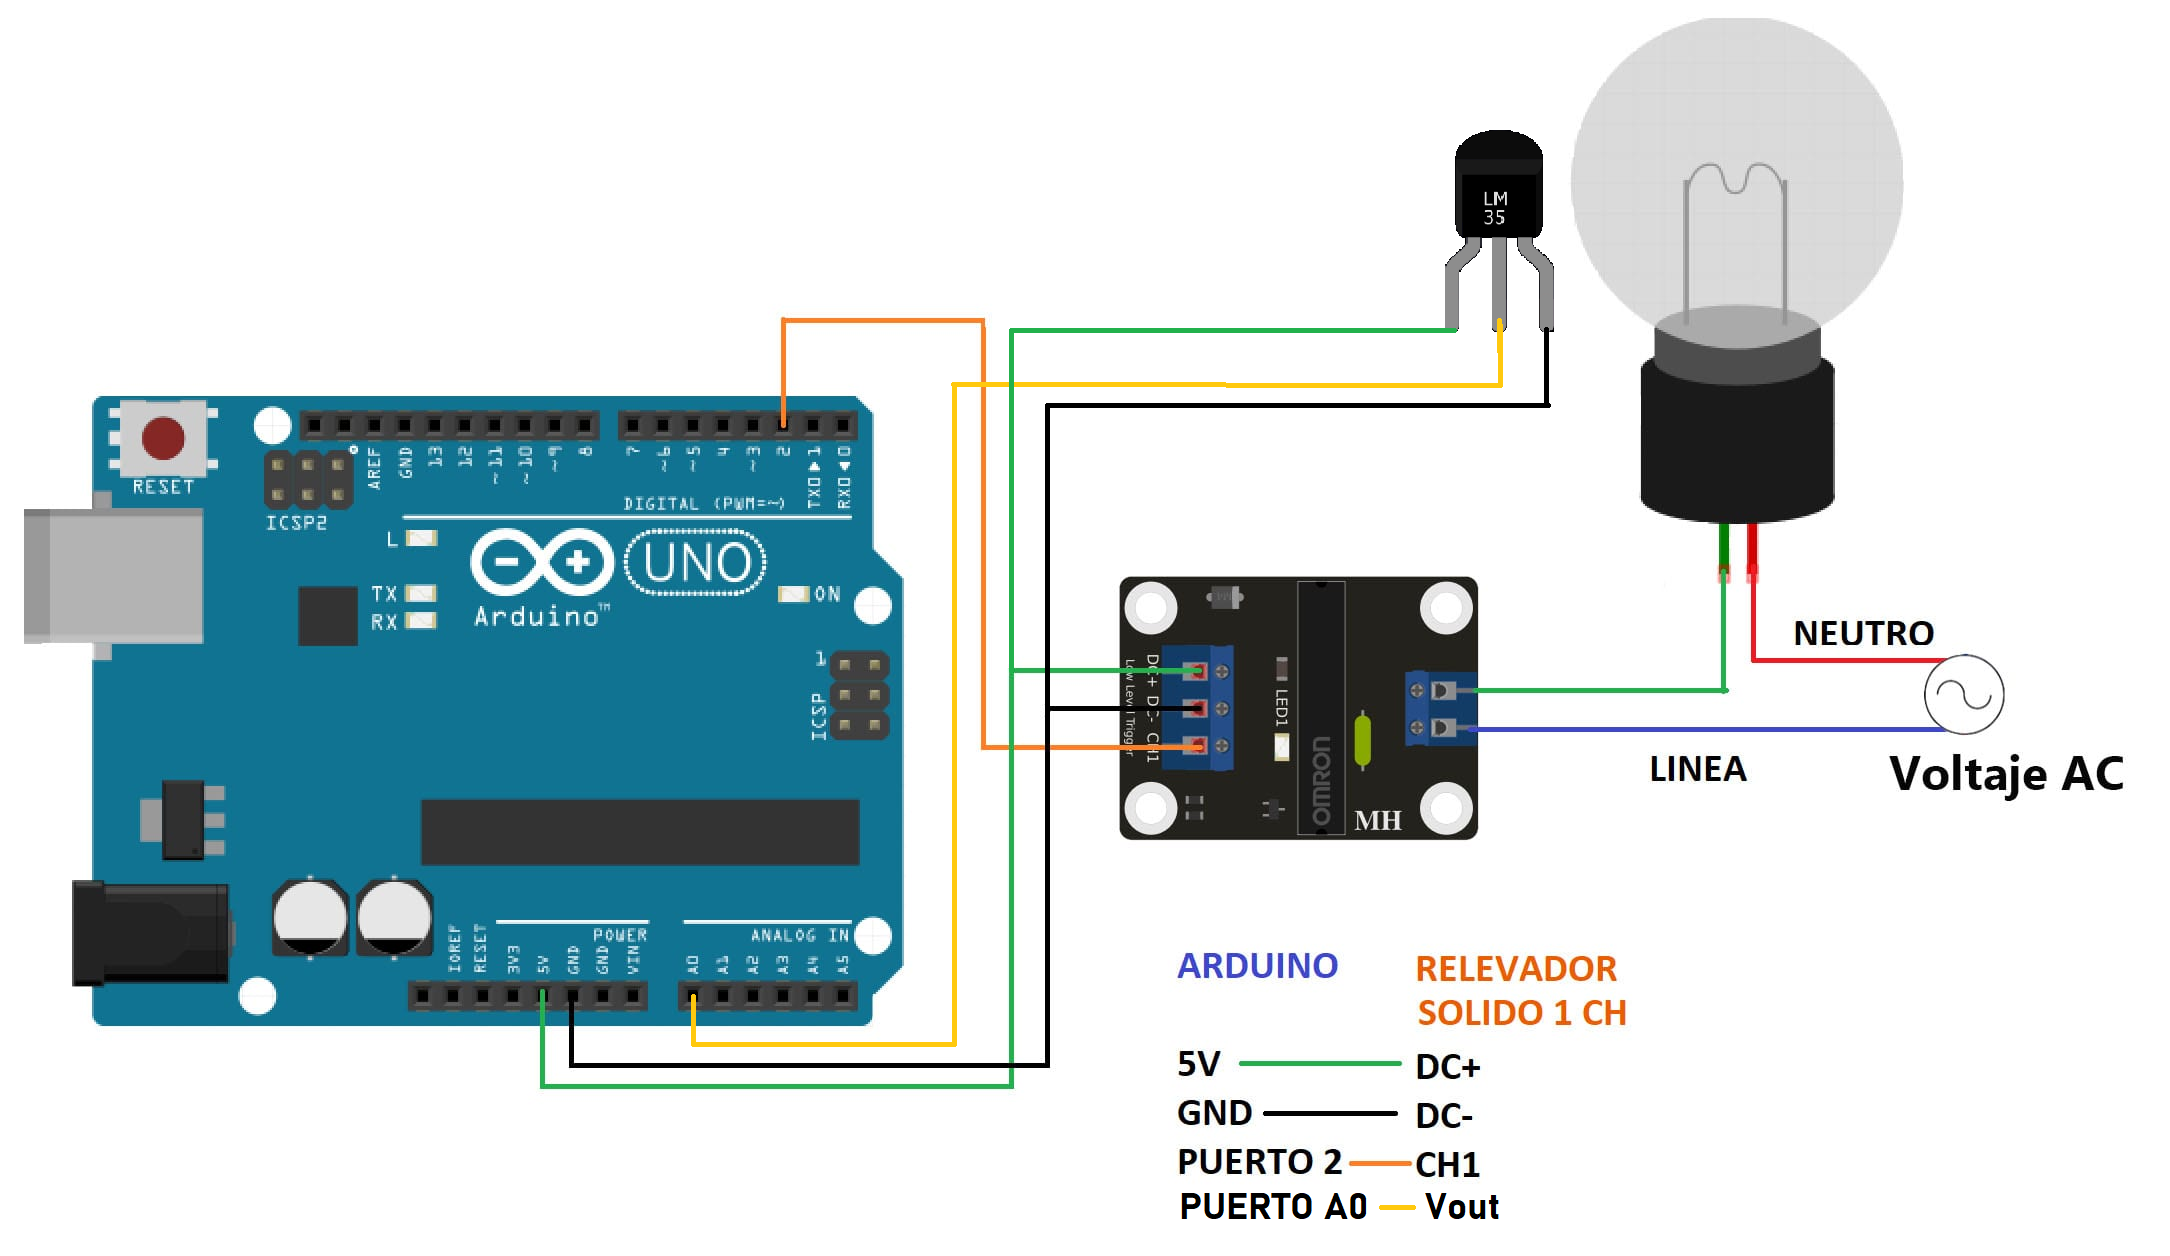 LM
35
RESET
ICSP2
AREF
GND
13
12
~11
~10
~9
8
7
~6
~5
4
~3
2
TX0▶1
RX0◀0
DIGITAL (PWM=~)
L
TX
RX
UNO
Arduino™
ON
1
ICSP
DC+ DC- CH1
Low Level Trigger
LED1
OMRON
MH
NEUTRO
LINEA
Voltaje AC
IOREF
RESET
3V3
5V
GND
GND
VIN
POWER
A0
A1
A2
A3
A4
A5
ANALOG IN
ARDUINO
RELEVADOR
SOLIDO 1 CH
5V DC+
GND DC-
PUERTO 2 CH1
PUERTO A0 Vout